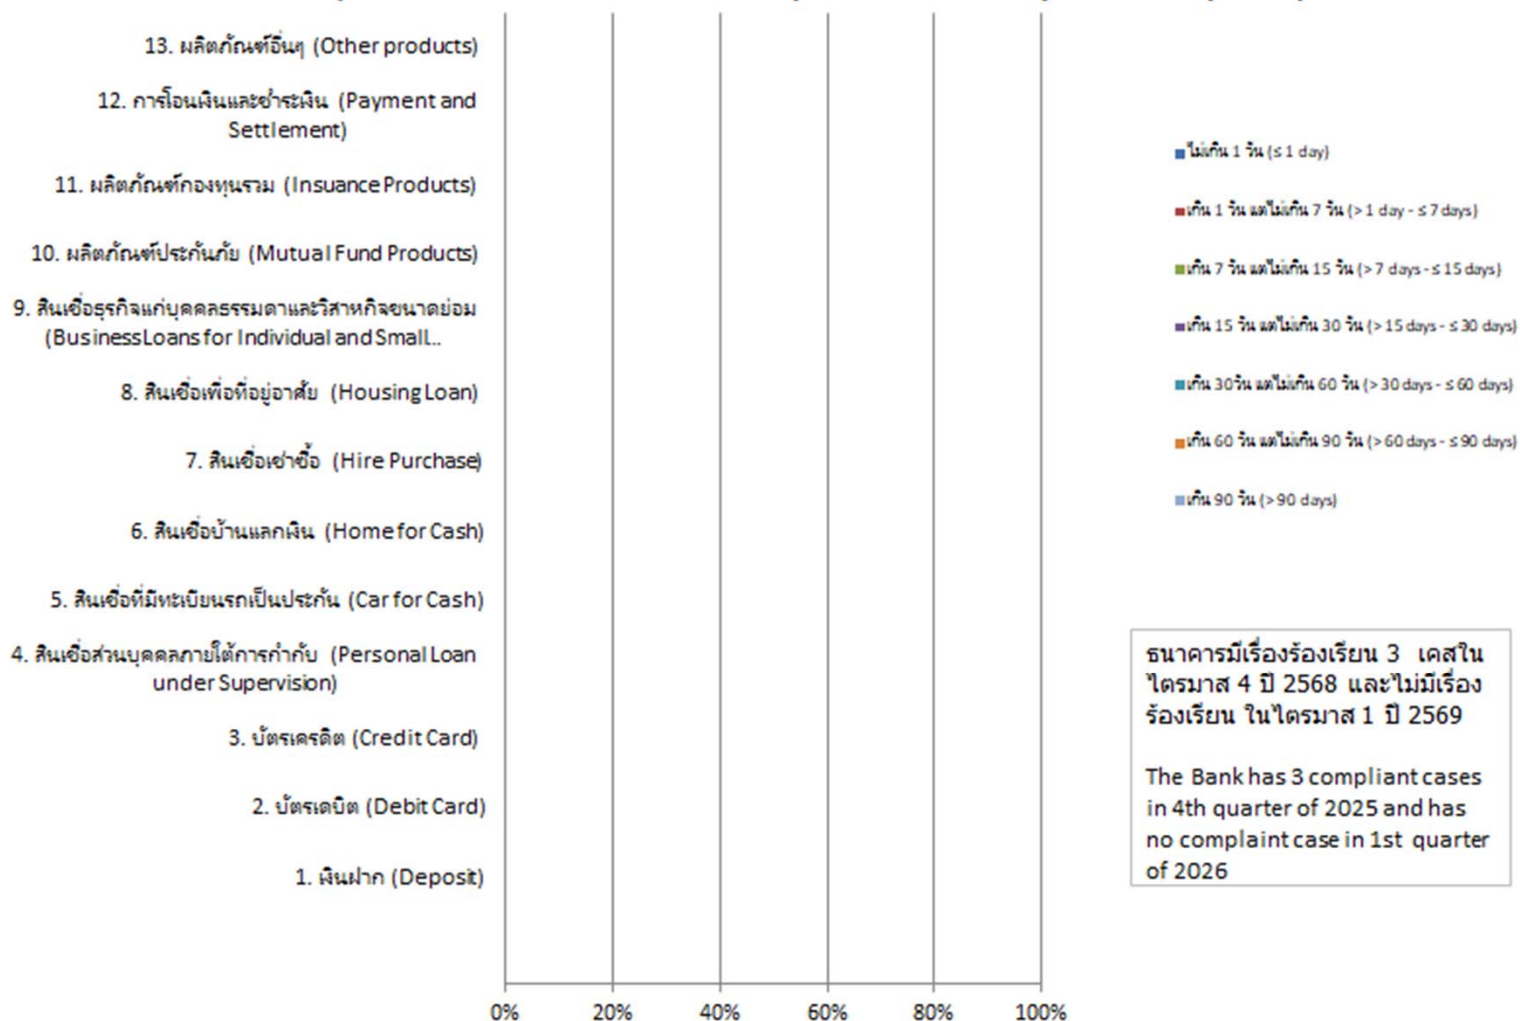 13. ผลิตภัณฑ์อื่นๆ (Other products)
12. การโอนเงินและชำระเงิน (Payment and
Settlement)
11. ผลิตภัณฑ์กองทุนรวม (Insuance Products)
10. ผลิตภัณฑ์ประกันภัย (Mutual Fund Products)
9. สินเชื่อธุรกิจแก่บุคคลธรรมดาและวิสาหกิจขนาดย่อม
(Business Loans for Individual and Small...
8. สินเชื่อเพื่อที่อยู่อาศัย (Housing Loan)
7. สินเชื่อเช่าซื้อ (Hire Purchase)
6. สินเชื่อบ้านแลกเงิน (Home for Cash)
5. สินเชื่อที่มีทะเบียนรถเป็นประกัน (Car for Cash)
4. สินเชื่อส่วนบุคคลภายใต้การกำกับ (Personal Loan
under Supervision)
3. บัตรเครดิต (Credit Card)
2. บัตรเดบิต (Debit Card)
1. เงินฝาก (Deposit)
0% 20% 40% 60% 80% 100%
ไม่เกิน 1 วัน (≤ 1 day)
เกิน 1 วัน แต่ไม่เกิน 7 วัน (> 1 day - ≤ 7 days)
เกิน 7 วัน แต่ไม่เกิน 15 วัน (> 7 days - ≤ 15 days)
เกิน 15 วัน แต่ไม่เกิน 30 วัน (> 15 days - ≤ 30 days)
เกิน 30วัน แต่ไม่เกิน 60 วัน (> 30 days - ≤ 60 days)
เกิน 60 วัน แต่ไม่เกิน 90 วัน (> 60 days - ≤ 90 days)
เกิน 90 วัน (> 90 days)
ธนาคารมีเรื่องร้องเรียน 3 เคสใน
ไตรมาส 4 ปี 2568 และไม่มีเรื่อง
ร้องเรียน ในไตรมาส 1 ปี 2569
The Bank has 3 compliant cases
in 4th quarter of 2025 and has
no complaint case in 1st quarter
of 2026